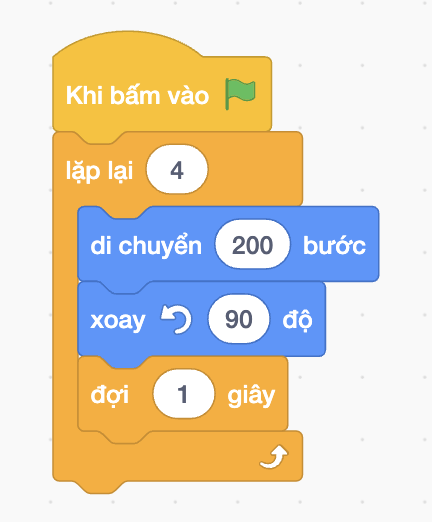 Khi bấm vào
lặp lại 4
di chuyển 200 bước
xoay 90 độ
đợi 1 giây